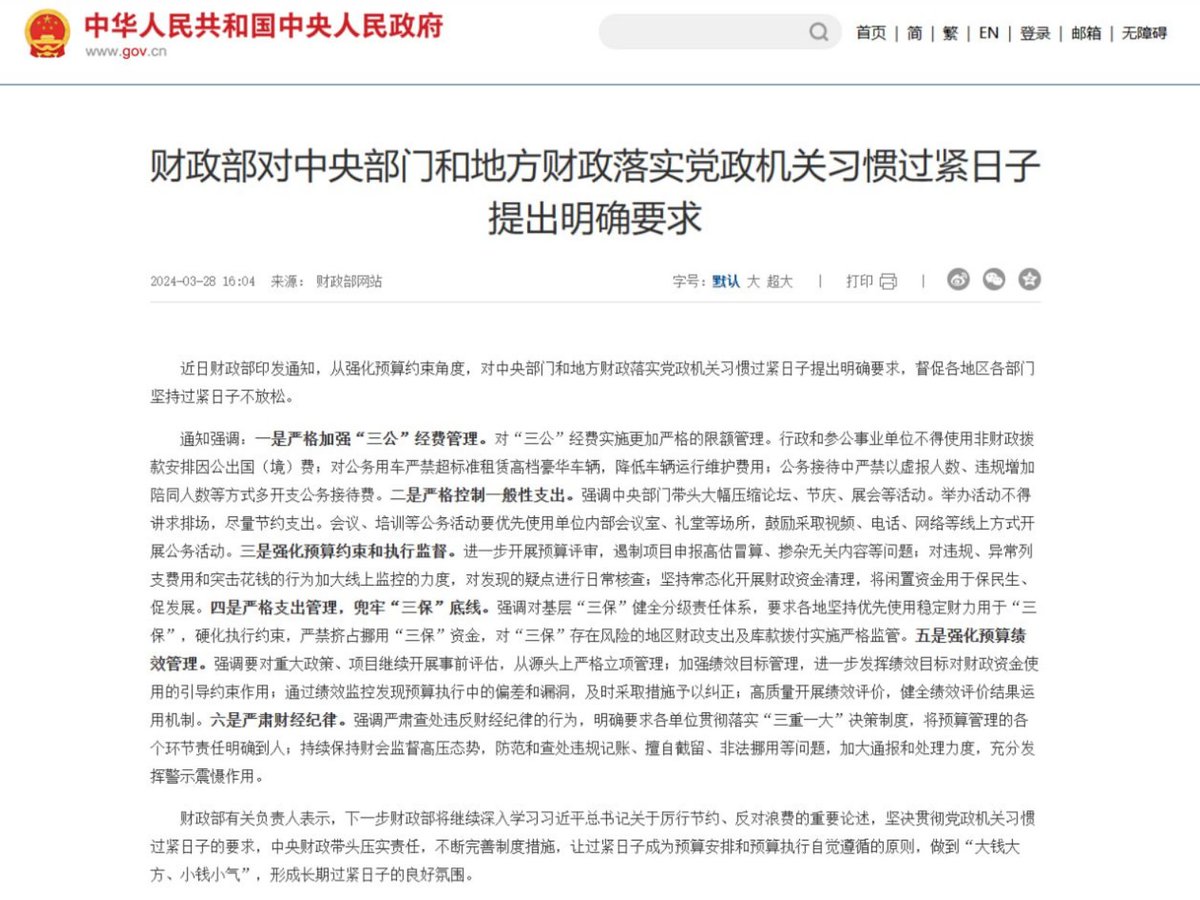 中华人民共和国中央人民政府
www.gov.cn
首页 | 简 | 繁 | EN | 登录 | 邮箱 | 无障碍
财政部对中央部门和地方财政落实党政机关习惯过紧日子
提出明确要求
2024-03-28 16:04 来源： 财政部网站 字号：默认 大 超大 | 打印 |
近日财政部印发通知，从强化预算约束角度，对中央部门和地方财政落实党政机关习惯过紧日子提出明确要求，督促各地区各部门
坚持过紧日子不放松。
通知强调：一是严格加强“三公”经费管理。对“三公”经费实施更加严格的限额管理。行政和参公事业单位不得使用非财政拨
款安排因公出国（境）费；对公务用车严禁超标准租赁高档豪华车辆，降低车辆运行维护费用；公务接待中严禁以虚报人数、违规增加
陪同人数等方式多开支公务接待费。二是严格控制一般性支出。强调中央部门带头大幅压缩论坛、节庆、展会等活动。举办活动不得
讲求排场，尽量节约支出。会议、培训等公务活动要优先使用单位内部会议室、礼堂等场所，鼓励采取视频、电话、网络等线上方式开
展公务活动。三是强化预算约束和执行监督。进一步开展预算评审，遏制项目申报高估冒算、掺杂无关内容等问题；对违规、异常列
支费用和突击花钱的行为加大线上监控的力度，对发现的疑点进行日常核查；坚持常态化开展财政资金清理，将闲置资金用于保民生、
促发展。四是严格支出管理，兜牢“三保”底线。强调对基层“三保”健全分级责任体系，要求各地坚持优先使用稳定财力用于“三
保”，硬化执行约束，严禁挤占挪用“三保”资金，对“三保”存在风险的地区财政支出及库款拨付实施严格监管。五是强化预算绩
效管理。强调要对重大政策、项目继续开展事前评估，从源头上严格立项管理；加强绩效目标管理，进一步发挥绩效目标对财政资金使
用的引导约束作用；通过绩效监控发现预算执行中的偏差和漏洞，及时采取措施予以纠正；高质量开展绩效评价，健全绩效评价结果运
用机制。六是严肃财经纪律。强调严肃查处违反财经纪律的行为，明确要求各单位贯彻落实“三重一大”决策制度，将预算管理的各
个环节责任明确到人；持续保持财会监督高压态势，防范和查处违规记账、擅自截留、非法挪用等问题，加大通报和处理力度，充分发
挥警示震慑作用。
财政部有关负责人表示，下一步财政部将继续深入学习习近平总书记关于厉行节约、反对浪费的重要论述，坚决贯彻党政机关习惯
过紧日子的要求，中央财政带头压实责任，不断完善制度措施，让过紧日子成为预算安排和预算执行自觉遵循的原则，做到“大钱大
方、小钱小气”，形成长期过紧日子的良好氛围。